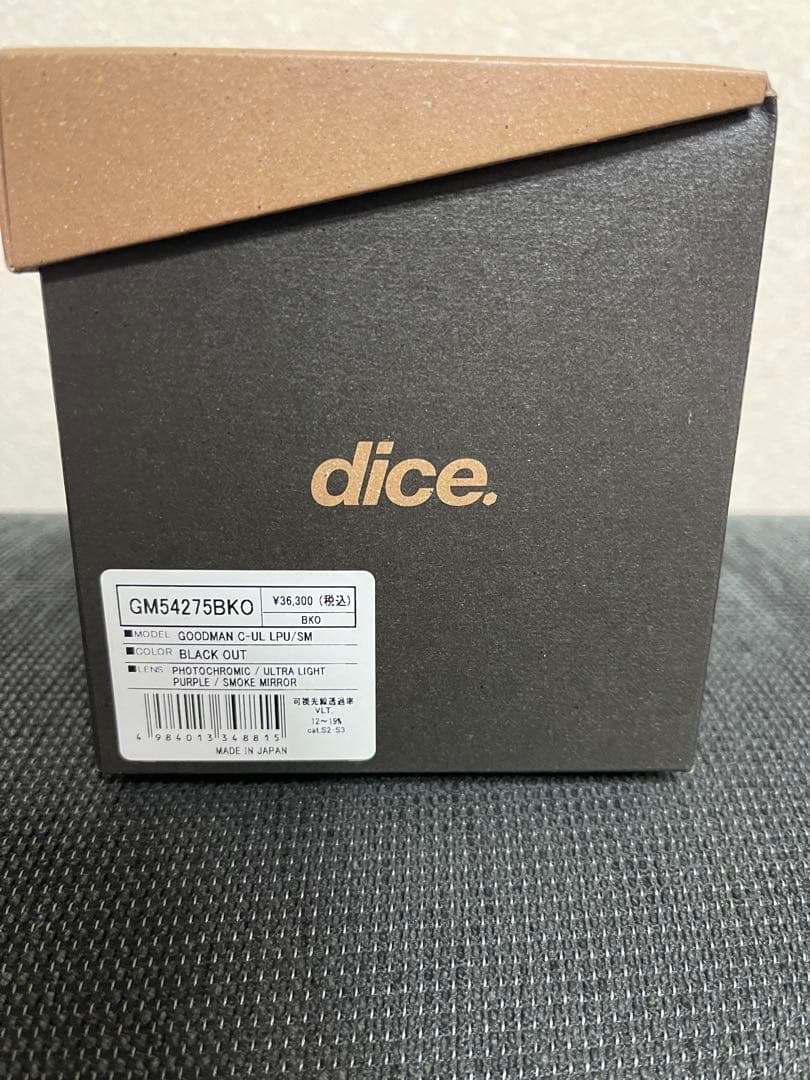 dice.
GM54275BKO ¥36,300 (税込)
BKO
■MODEL GOODMAN C-UL LPU/SM
■COLOR BLACK OUT
■LENS PHOTOCHROMIC / ULTRA LIGHT
PURPLE / SMOKE MIRROR
可視光線透過率
VLT.
12～19%
cat.S2-S3
4 984013 348815
MADE IN JAPAN